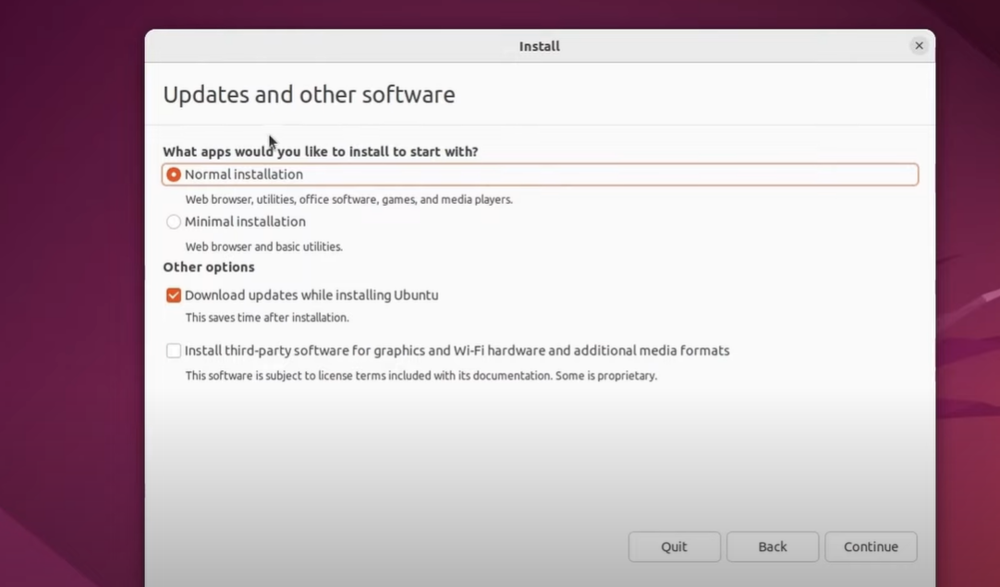 Install
Updates and other software
What apps would you like to install to start with?
Normal installation
Web browser, utilities, office software, games, and media players.
Minimal installation
Web browser and basic utilities.
Other options
Download updates while installing Ubuntu
This saves time after installation.
Install third-party software for graphics and Wi-Fi hardware and additional media formats
This software is subject to license terms included with its documentation. Some is proprietary.
Quit Back Continue